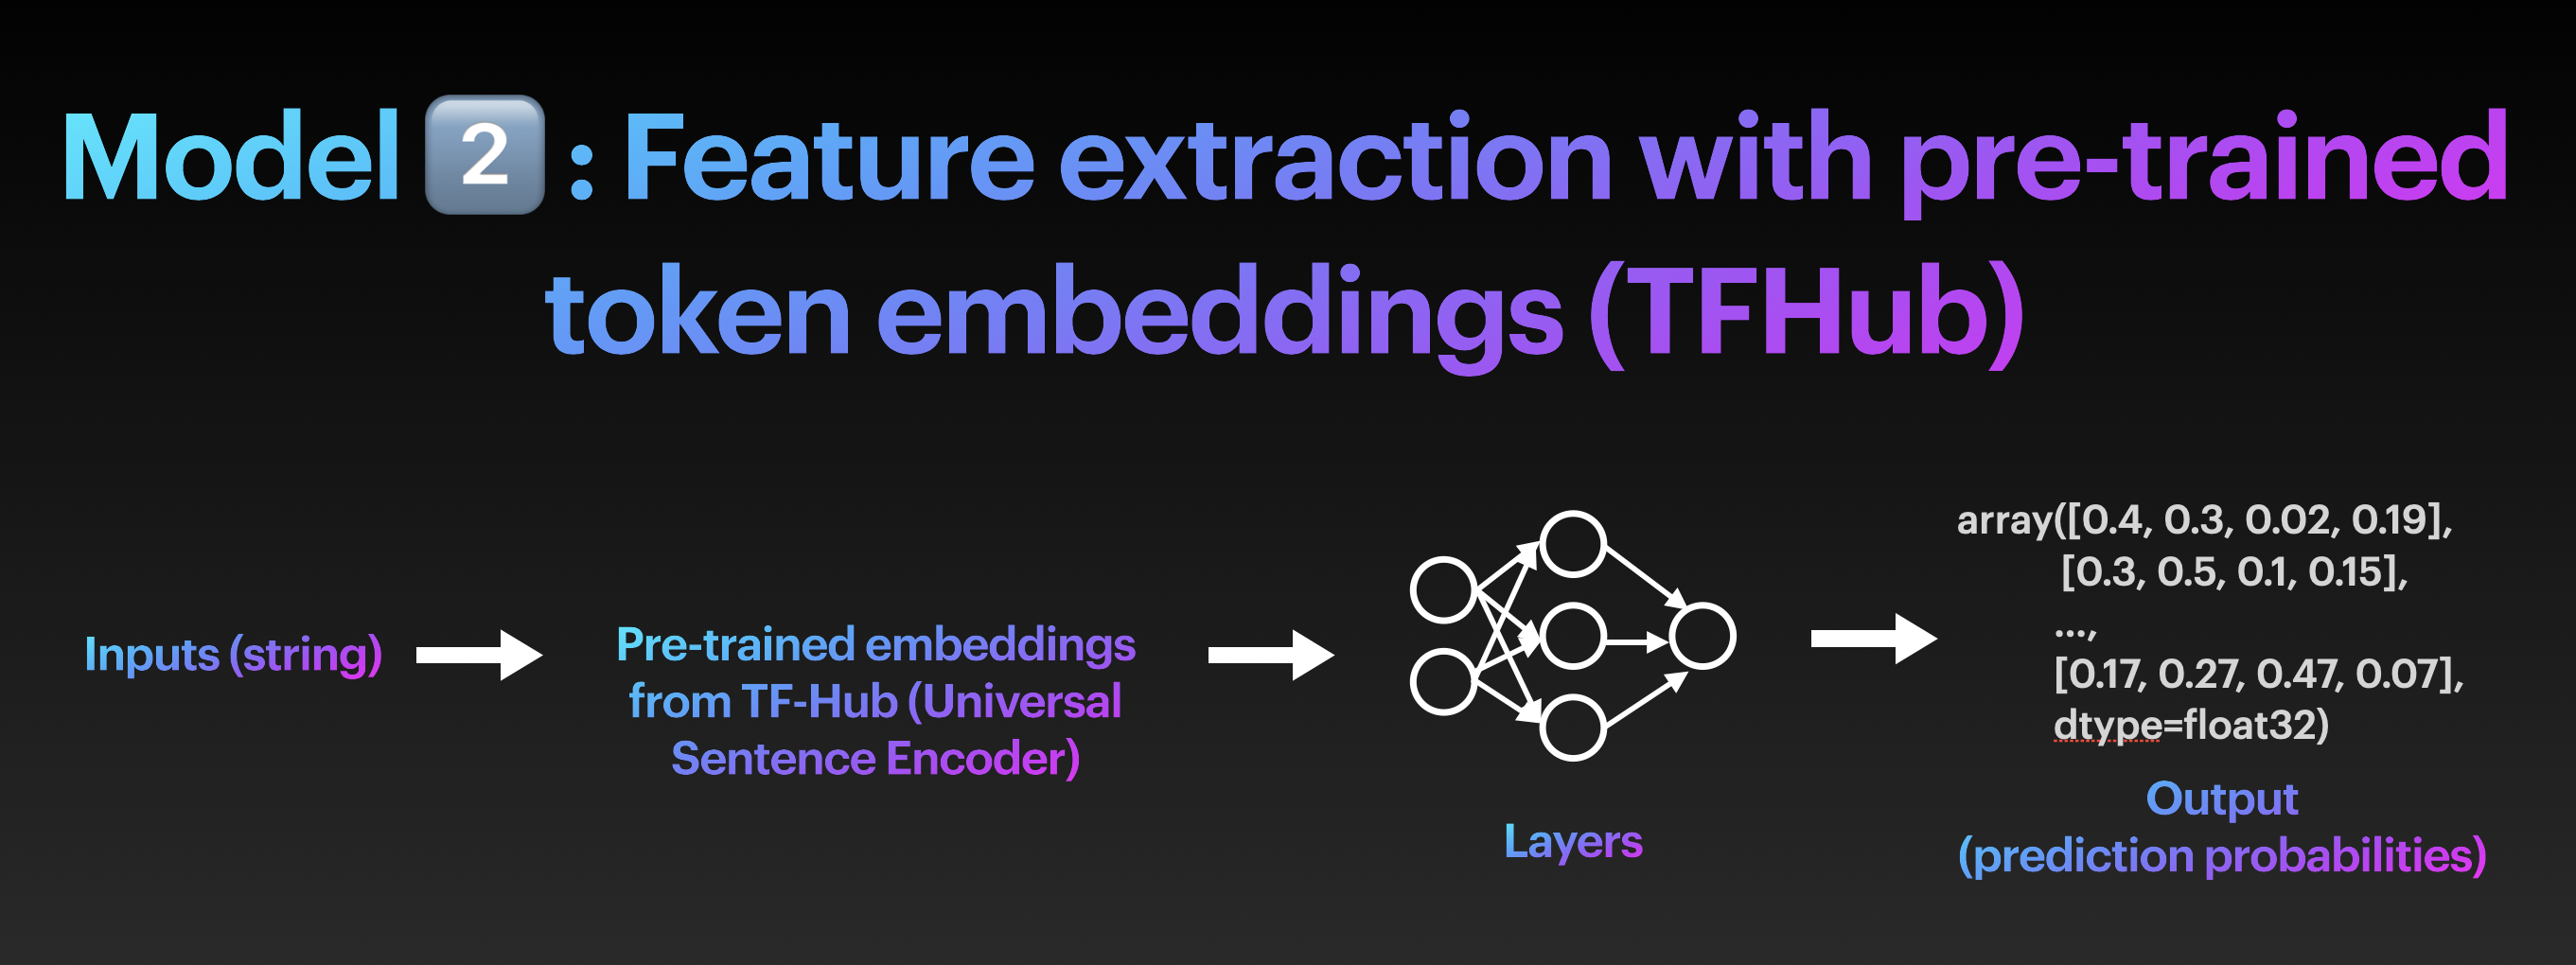 Model 2️⃣ : Feature extraction with pre-trained
token embeddings (TFHub)
Inputs (string)
Pre-trained embeddings
from TF-Hub (Universal
Sentence Encoder)
Layers
array([0.4, 0.3, 0.02, 0.19],
[0.3, 0.5, 0.1, 0.15],
...,
[0.17, 0.27, 0.47, 0.07],
dtype=float32)
Output
(prediction probabilities)